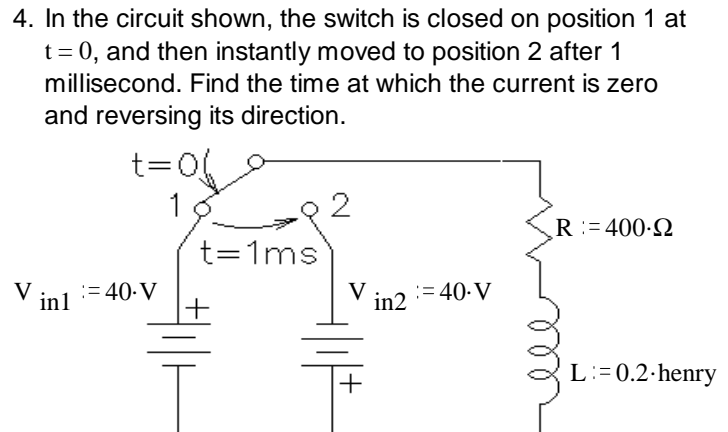 4. In the circuit shown, the switch is closed on position 1 at
t = 0, and then instantly moved to position 2 after 1
millisecond. Find the time at which the current is zero
and reversing its direction.
t=0
1
2
t=1ms
R := 400·Ω
V in1 := 40·V
V in2 := 40·V
+
+
L := 0.2·henry